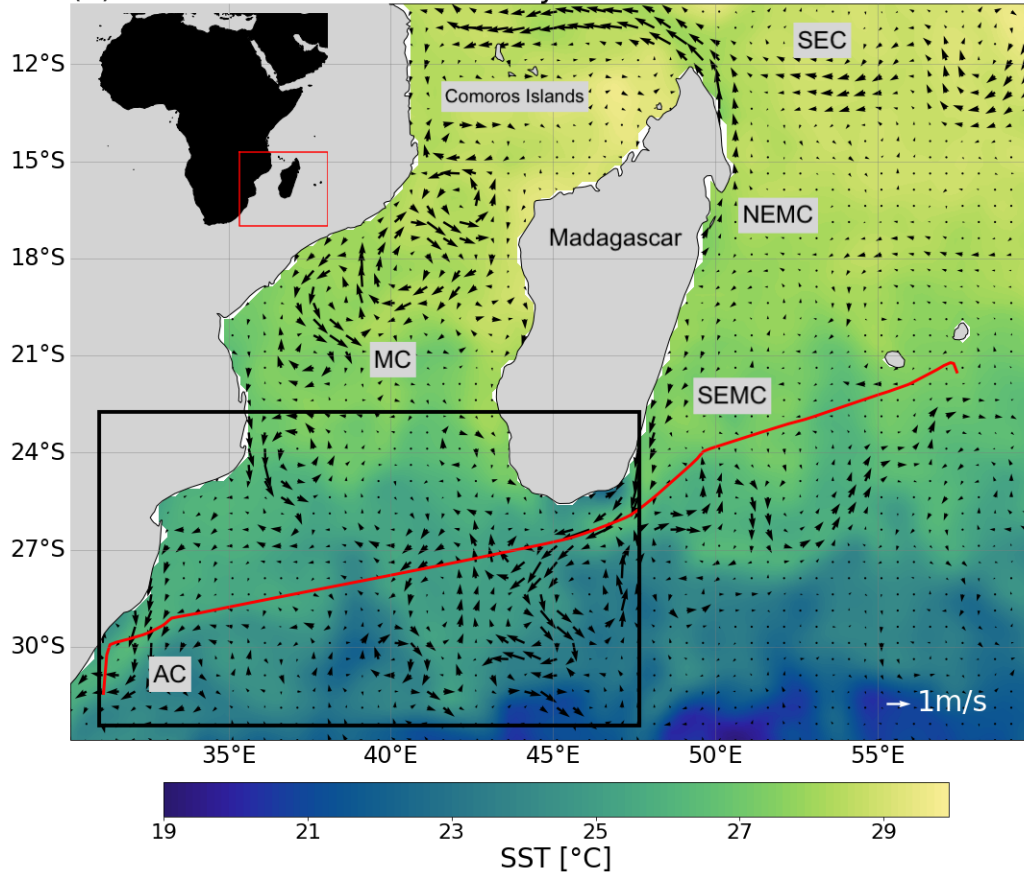 SEC
12°S
Comoros Islands
15°S
NEMC
Madagascar
18°S
21°S
MC
SEMC
24°S
27°S
30°S
AC
1m/s
35°E
40°E
45°E
50°E
55°E
19
21
23
25
27
29
SST [°C]